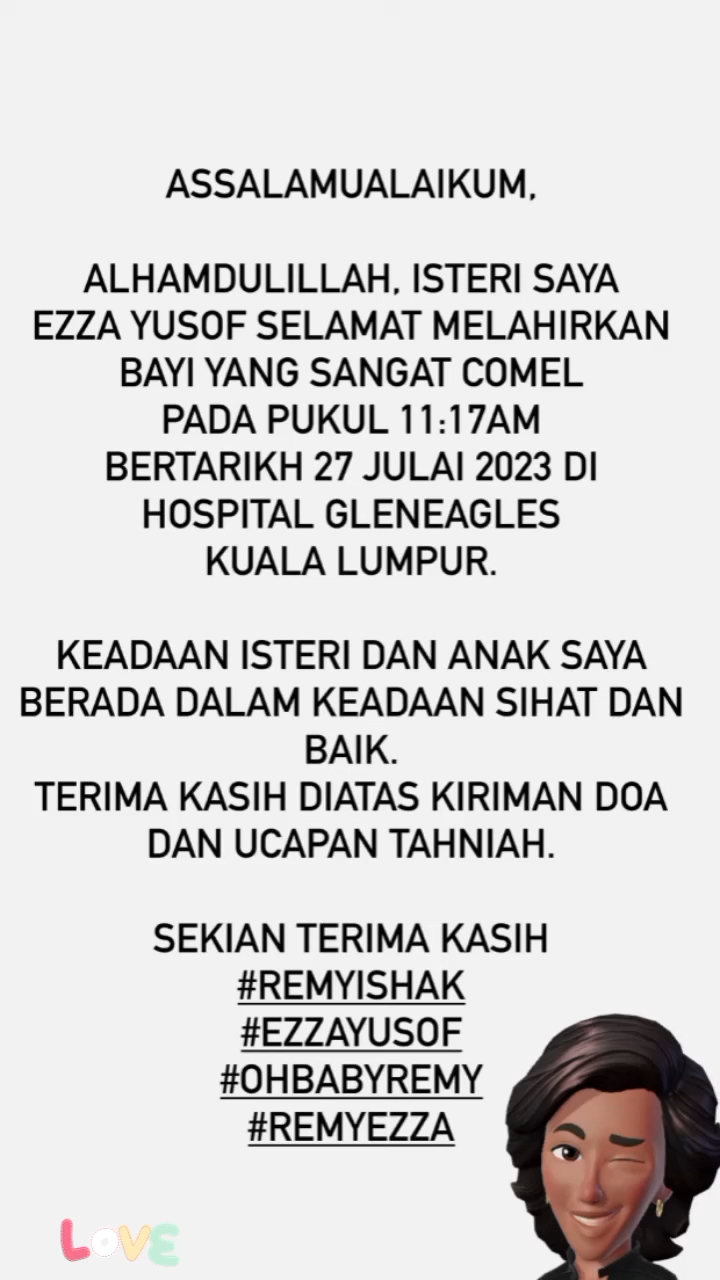 ASSALAMUALAIKUM,
ALHAMDULILLAH, ISTERI SAYA
EZZA YUSOF SELAMAT MELAHIRKAN
BAYI YANG SANGAT COMEL
PADA PUKUL 11:17AM
BERTARIKH 27 JULAI 2023 DI
HOSPITAL GLENEAGLES
KUALA LUMPUR.
KEADAAN ISTERI DAN ANAK SAYA
BERADA DALAM KEADAAN SIHAT DAN
BAIK.
TERIMA KASIH DIATAS KIRIMAN DOA
DAN UCAPAN TAHNIAH.
SEKIAN TERIMA KASIH
#REMYISHAK
#EZZAYUSOF
#OHBABYREMY
#REMYEZZA
LOVE